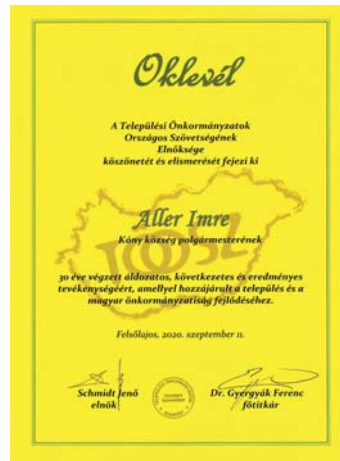 Oklevél
A Települési Önkormányzatok
Országos Szövetségének
Elnöksége
köszönetét és elismerését fejezi ki
Aller Imre
Kóny község polgármesterének
TÖOSZ
30 éve végzett áldozatos, következetes és eredményes
tevékenységéért, amellyel hozzájárult a település és a
magyar önkormányzatiság fejlődéséhez.
Felsőlajos, 2020. szeptember 11.
Schmidt Jenő
elnök
Dr. Gyergyák Ferenc
főtitkár